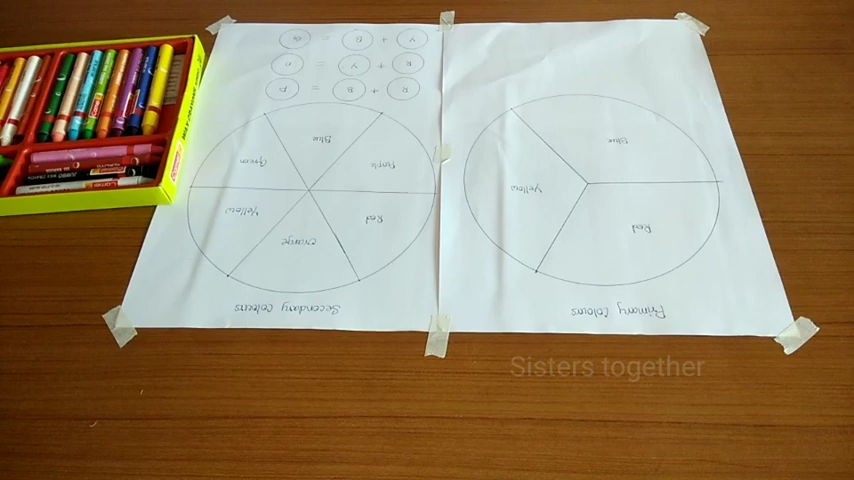 Primary Colours
Red
Yellow
Blue
Secondary Colours
orange
Red
Yellow
Purple
Green
Blue
R + B = P
R + Y = O
Y + B = G
Sisters together